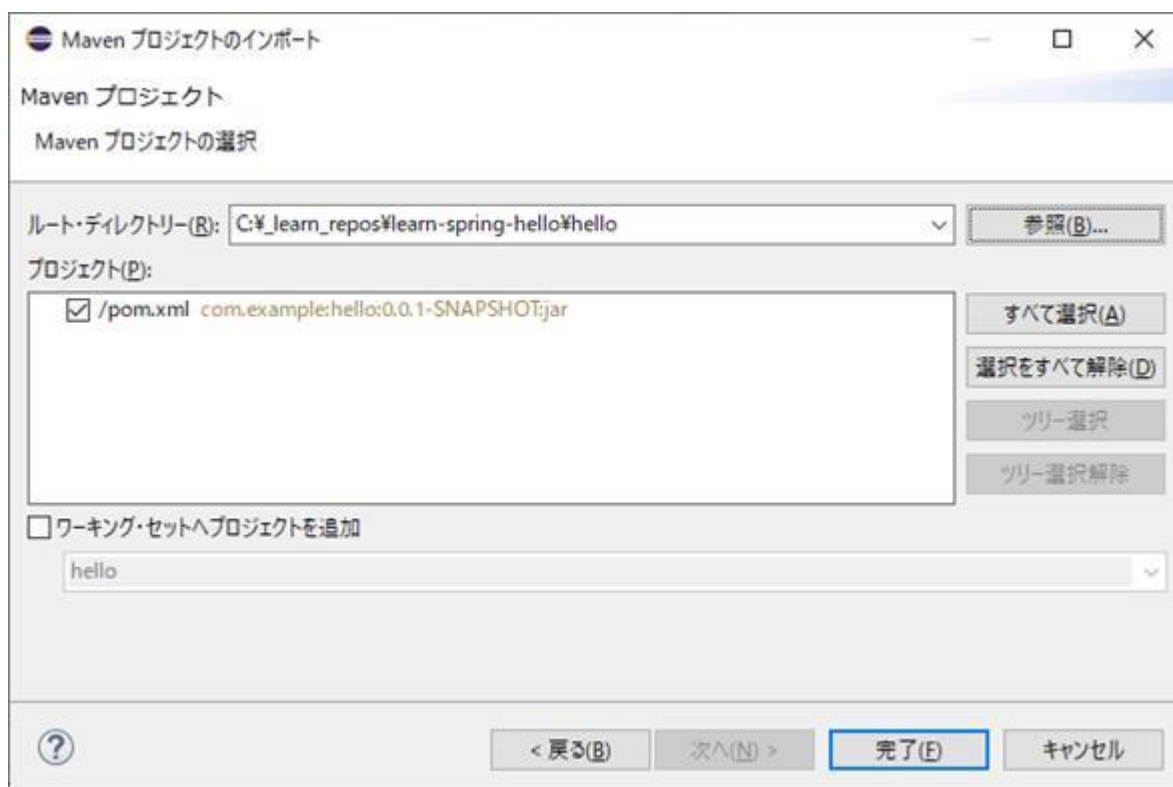 Maven プロジェクトのインポート
Maven プロジェクト
Maven プロジェクトの選択
ルート・ディレクトリー(R): C:¥_learn_repos¥learn-spring-hello¥hello 参照(B)...
プロジェクト(P):
/pom.xml com.example:hello:0.0.1-SNAPSHOT:jar
すべて選択(A)
選択をすべて解除(D)
ツリー選択
ツリー選択解除
ワーキング・セットへプロジェクトを追加
hello
< 戻る(B) 次へ(N) > 完了(F) キャンセル